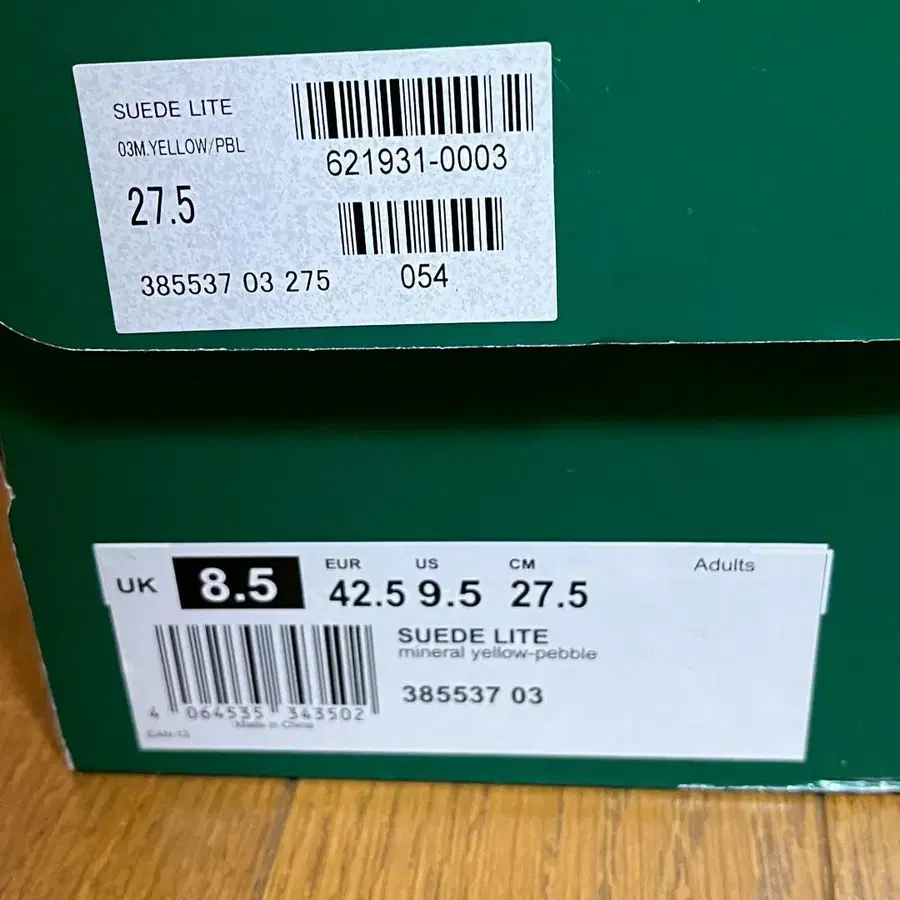 SUEDE LITE
03M.YELLOW/PBL
621931-0003
27.5
385537 03 275
054
UK 8.5
EUR US CM
42.5 9.5 27.5
Adults
SUEDE LITE
mineral yellow-pebble
385537 03
4 064535 343502
Made in China
EAN-13